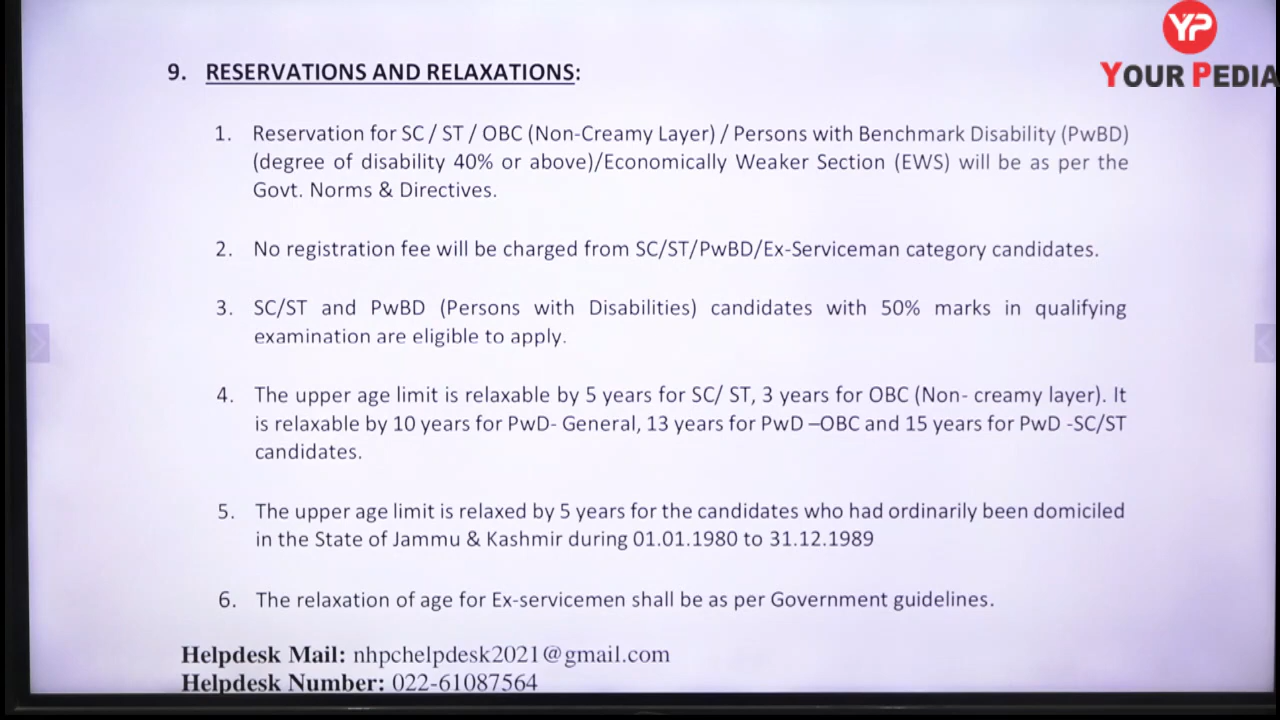 YP
YOUR PEDIA
9. RESERVATIONS AND RELAXATIONS:
1. Reservation for SC / ST / OBC (Non-Creamy Layer) / Persons with Benchmark Disability (PwBD)
(degree of disability 40% or above)/Economically Weaker Section (EWS) will be as per the
Govt. Norms & Directives.
2. No registration fee will be charged from SC/ST/PwBD/Ex-Serviceman category candidates.
3. SC/ST and PwBD (Persons with Disabilities) candidates with 50% marks in qualifying
examination are eligible to apply.
4. The upper age limit is relaxable by 5 years for SC/ ST, 3 years for OBC (Non- creamy layer). It
is relaxable by 10 years for PwD- General, 13 years for PwD –OBC and 15 years for PwD -SC/ST
candidates.
5. The upper age limit is relaxed by 5 years for the candidates who had ordinarily been domiciled
in the State of Jammu & Kashmir during 01.01.1980 to 31.12.1989
6. The relaxation of age for Ex-servicemen shall be as per Government guidelines.
Helpdesk Mail: nhpchelpdesk2021@gmail.com
Helpdesk Number: 022-61087564